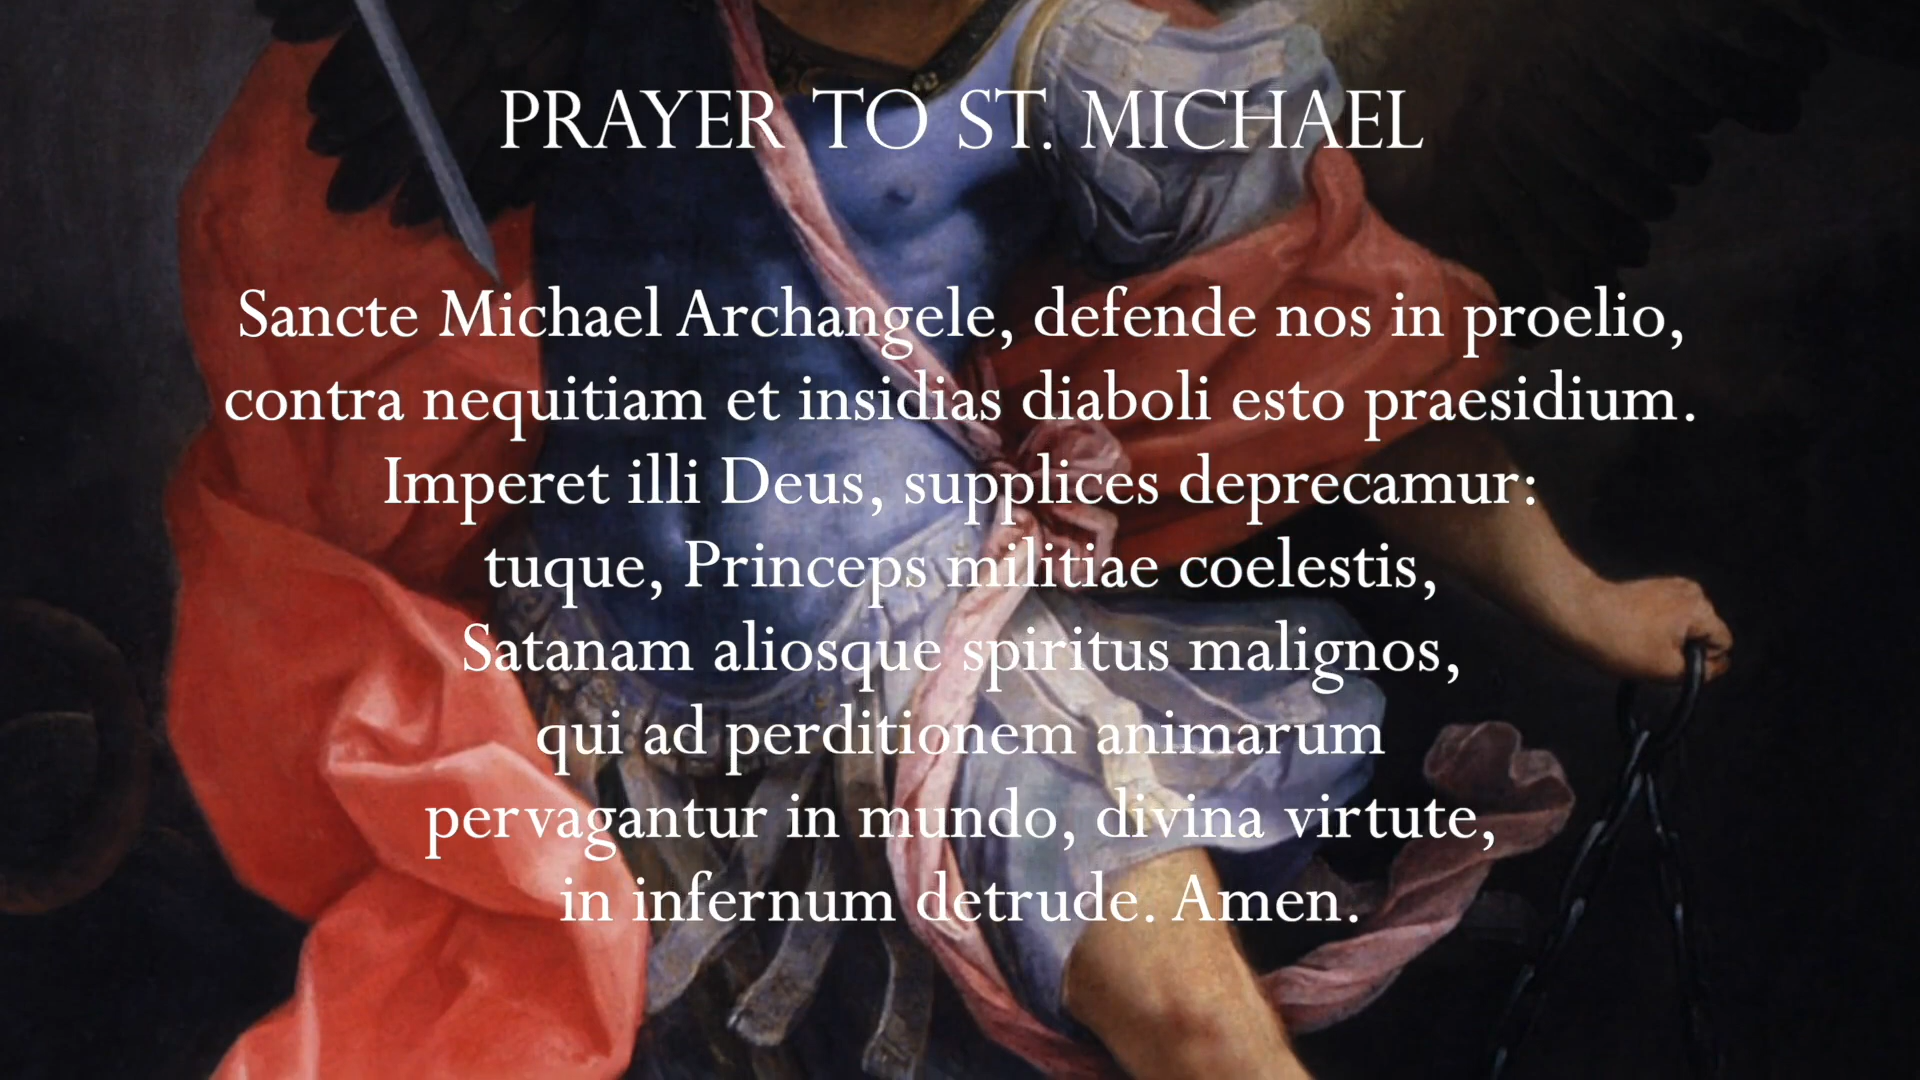 PRAYER TO ST. MICHAEL
Sancte Michael Archangele, defende nos in proelio,
contra nequitiam et insidias diaboli esto praesidium.
Imperet illi Deus, supplices deprecamur:
tuque, Princeps militiae coelestis,
Satanam aliosque spiritus malignos,
qui ad perditionem animarum
pervagantur in mundo, divina virtute,
in infernum detrude. Amen.